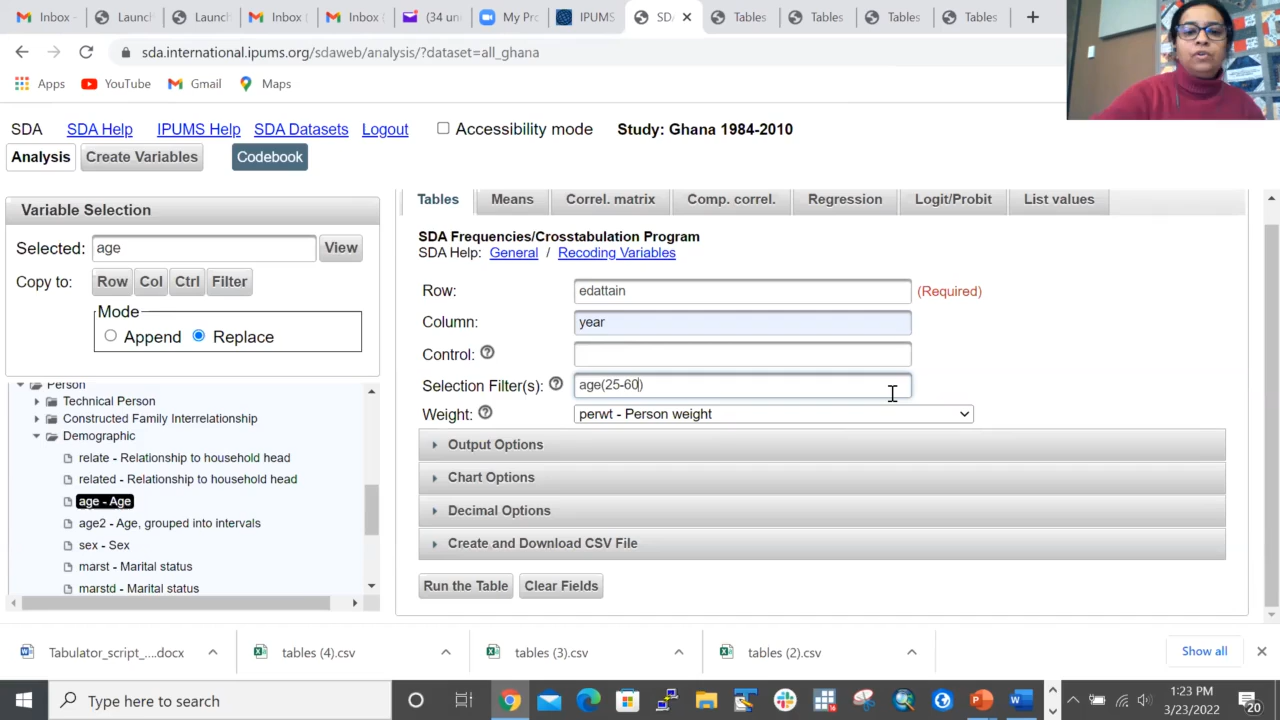 Inbox -
Launch
Launch
Inbox (
Inbox (
(34 un
My Pro
IPUMS
SDA
Tables
Tables
Tables
Tables
sda.international.ipums.org/sdaweb/analysis/?dataset=all_ghana
Apps
YouTube
Gmail
Maps
SDA SDA Help IPUMS Help SDA Datasets Logout Accessibility mode Study: Ghana 1984-2010
Analysis Create Variables Codebook
Variable Selection
Selected: age View
Copy to: Row Col Ctrl Filter
Mode
Append Replace
Person
Technical Person
Constructed Family Interrelationship
Demographic
relate - Relationship to household head
related - Relationship to household head
age - Age
age2 - Age, grouped into intervals
sex - Sex
marst - Marital status
marstd - Marital status
Tables Means Correl. matrix Comp. correl. Regression Logit/Probit List values
SDA Frequencies/Crosstabulation Program
SDA Help: General / Recoding Variables
Row: edattain (Required)
Column: year
Control:
Selection Filter(s): age(25-60)
Weight: perwt - Person weight
Output Options
Chart Options
Decimal Options
Create and Download CSV File
Run the Table Clear Fields
Tabulator_script_....docx
tables (4).csv
tables (3).csv
tables (2).csv
Show all
Type here to search
1:23 PM
3/23/2022
20